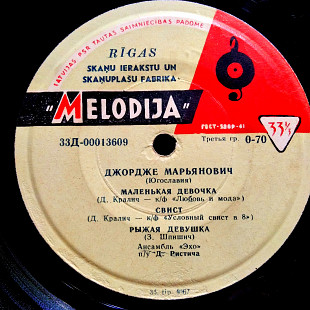 LATVIJAS PSR TAUTAS SAIMNIECĪBAS PADOME
RĪGAS
SKAŅU IERAKSTU UN
SKAŅUPLAŠU FABRIKA
"MELODIJA"
ГОСТ-5289-61
33⅓
33Д-00013609
Третья гр. 0-70
ДЖОРДЖЕ МАРЬЯНОВИЧ
(Югославия)
МАЛЕНЬКАЯ ДЕВОЧКА
(Д. Кралич — к/ф «Любовь и мода»)
СВИСТ
(Д. Кралич — к/ф «Условный свист в 8»)
РЫЖАЯ ДЕВУШКА
(З. Шпишич)
Ансамбль «Эхо»
п/у Д. Ристича